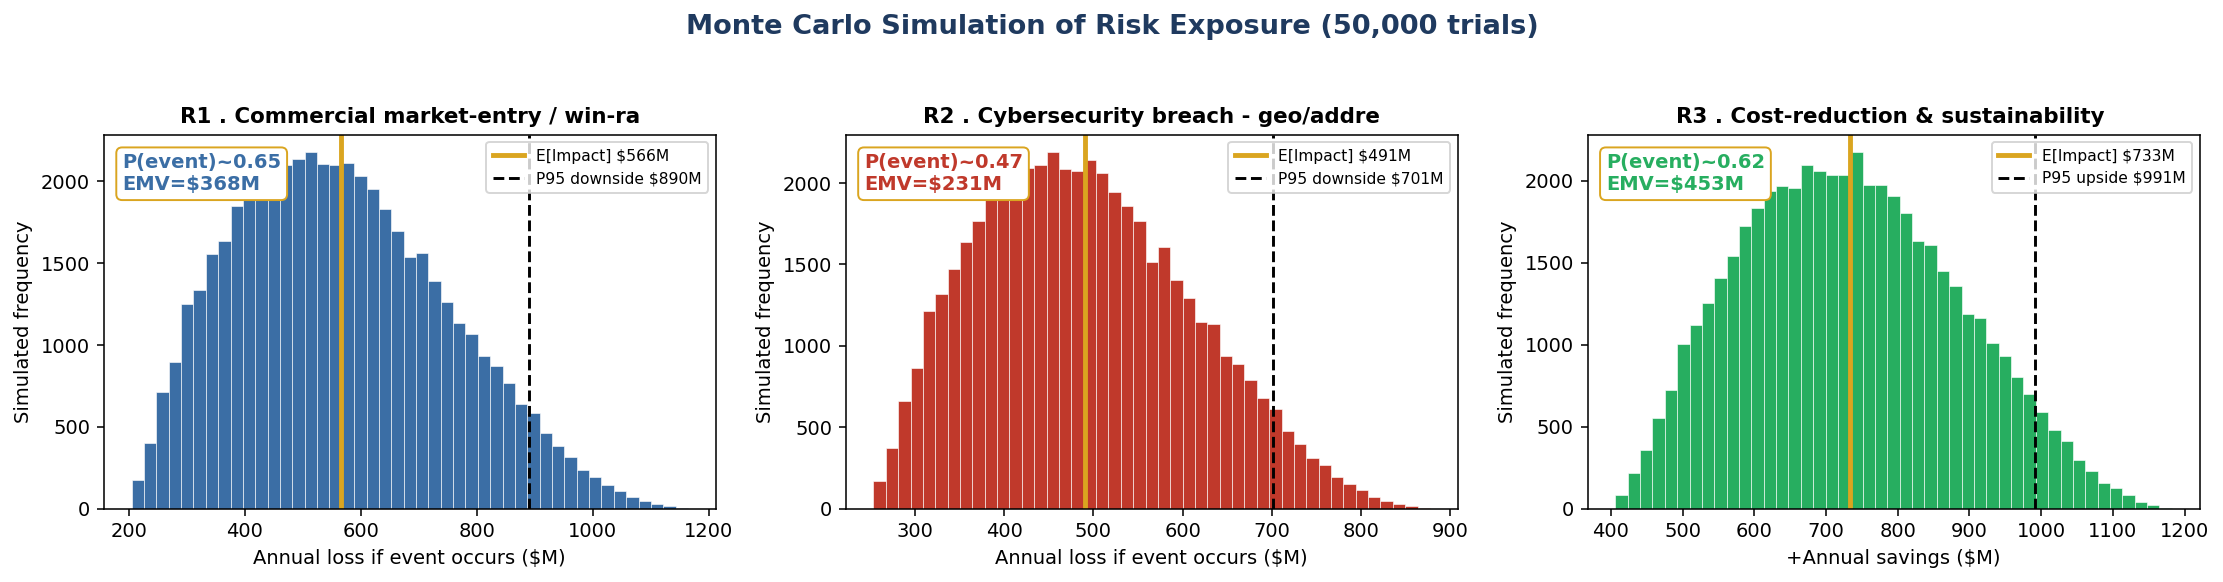 Monte Carlo Simulation of Risk Exposure (50,000 trials)
R1 . Commercial market-entry / win-ra
P(event)~0.65
EMV=$368M
E[Impact] $566M
P95 downside $890M
Simulated frequency
2000
1500
1000
500
0
200
400
600
800
1000
1200
Annual loss if event occurs ($M)
R2 . Cybersecurity breach - geo/addre
P(event)~0.47
EMV=$231M
E[Impact] $491M
P95 downside $701M
Simulated frequency
2000
1500
1000
500
0
300
400
500
600
700
800
900
Annual loss if event occurs ($M)
R3 . Cost-reduction & sustainability
P(event)~0.62
EMV=$453M
E[Impact] $733M
P95 upside $991M
Simulated frequency
2000
1500
1000
500
0
400
500
600
700
800
900
1000
1100
1200
+Annual savings ($M)